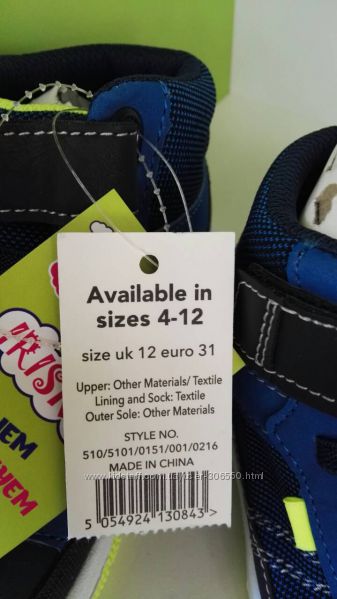 Available in
sizes 4-12
size uk 12 euro 31
Upper: Other Materials/ Textile
Lining and Sock: Textile
Outer Sole: Other Materials
STYLE NO.
510/5101/0151/001/0216
MADE IN CHINA
5 054924 130843 >